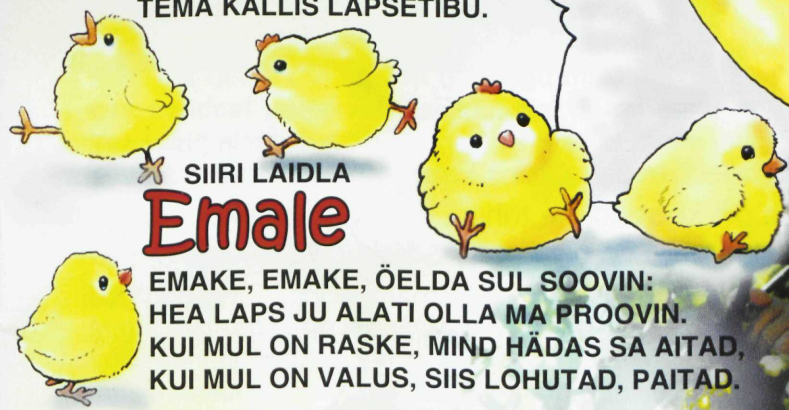 TEMA KALLIS LAPSETIBU.
SIIRI LAIDLA
Emale
EMAKE, EMAKE, ÖELDA SUL SOOVIN:
HEA LAPS JU ALATI OLLA MA PROOVIN.
KUI MUL ON RASKE, MIND HÄDAS SA AITAD,
KUI MUL ON VALUS, SIIS LOHUTAD, PAITAD.